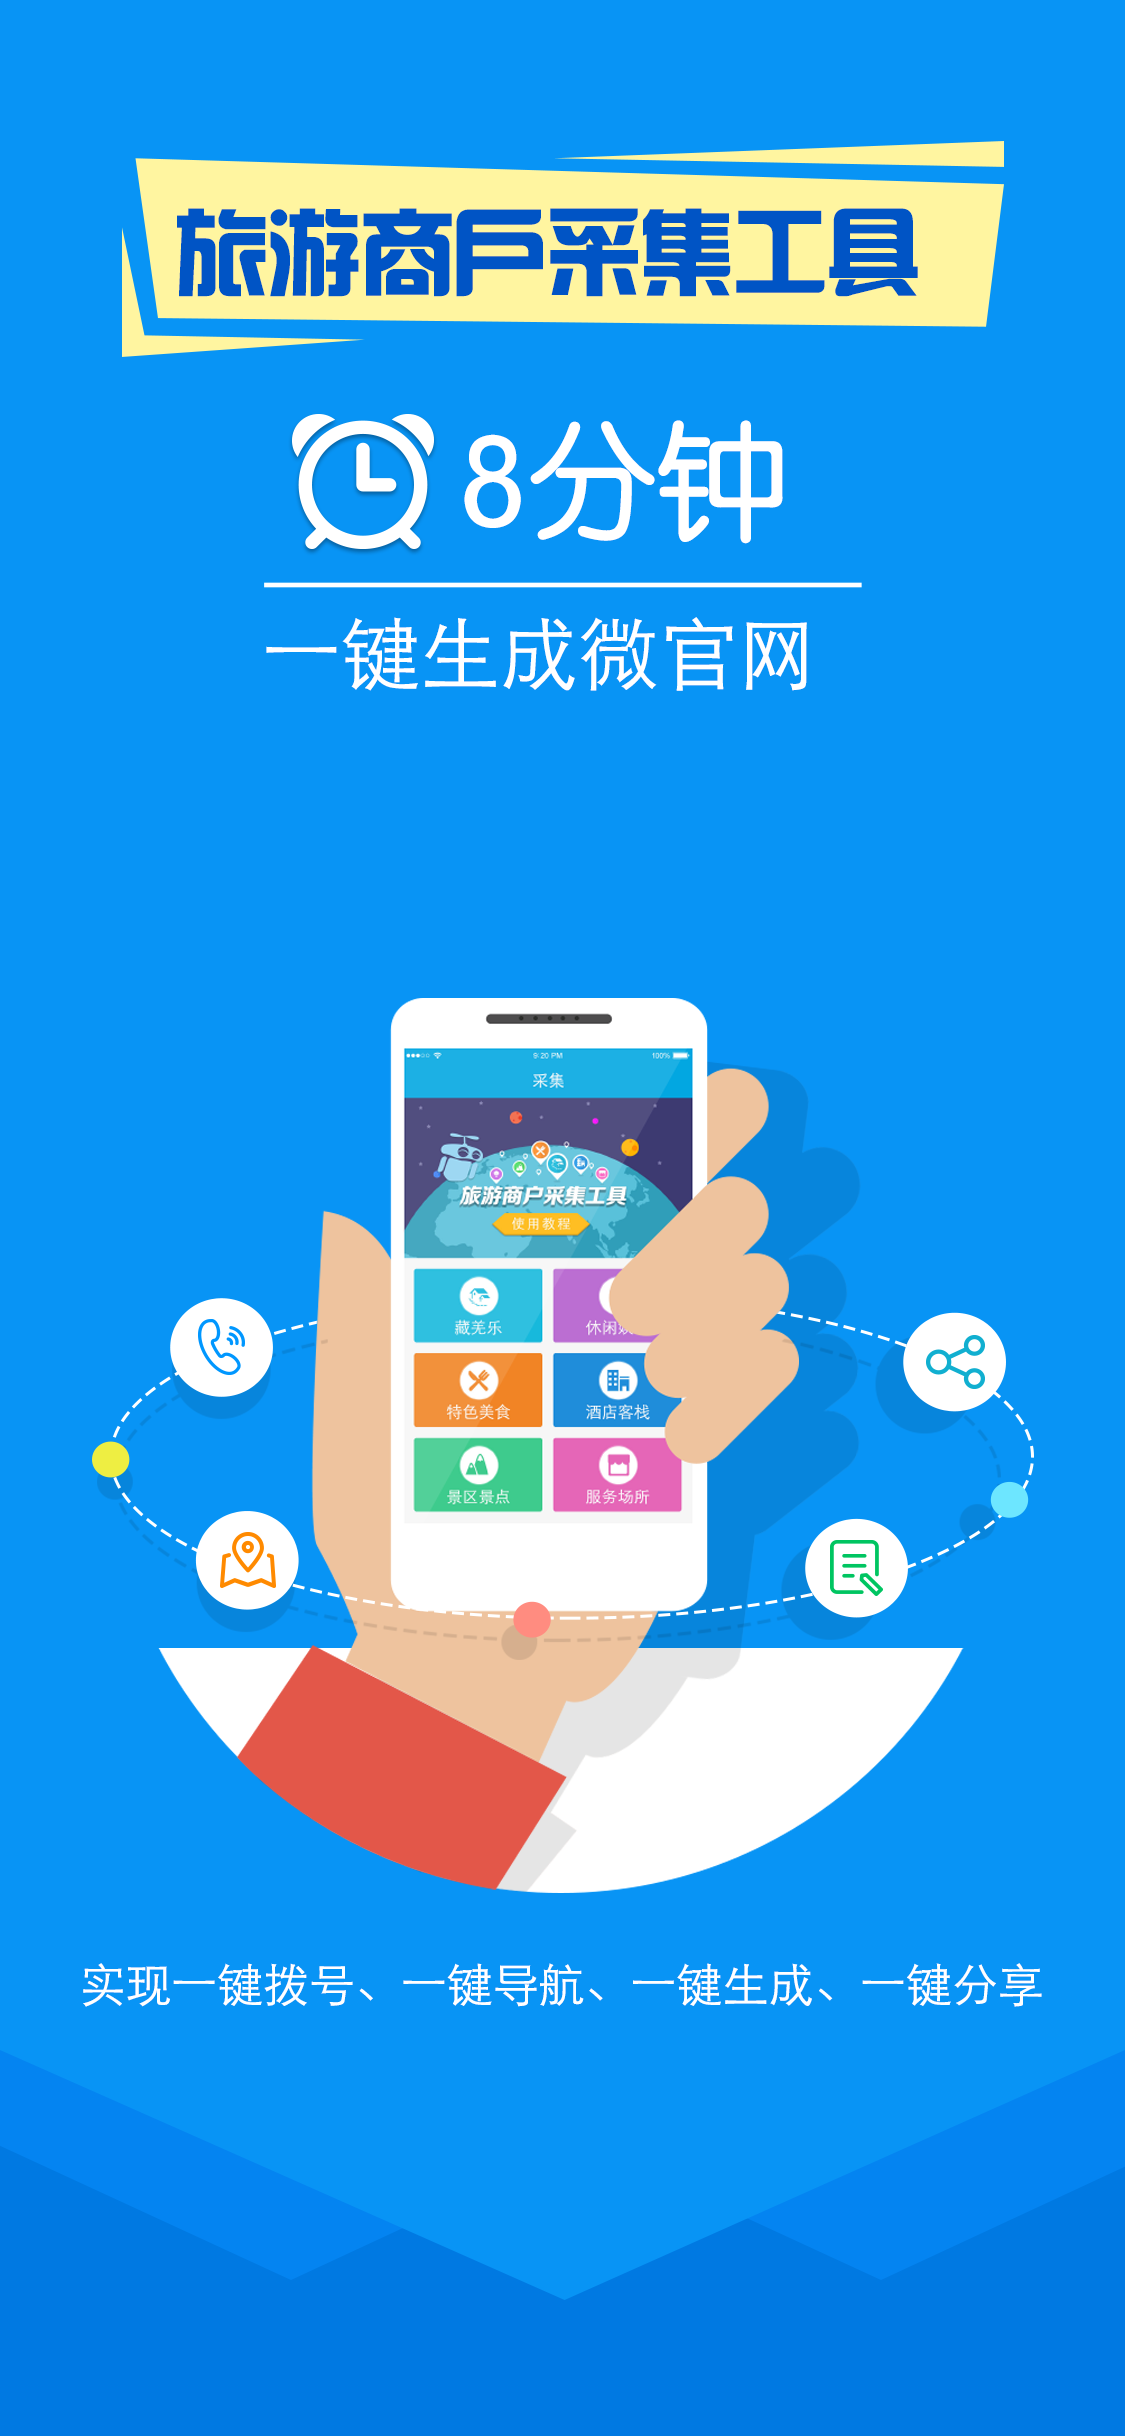 旅游商户采集工具
8分钟
一键生成微官网
9:20 PM
100%
采集
旅游商户采集工具
使用教程
藏羌乐
休闲
特色美食
酒店客栈
景区景点
服务场所
实现一键拨号、一键导航、一键生成、一键分享